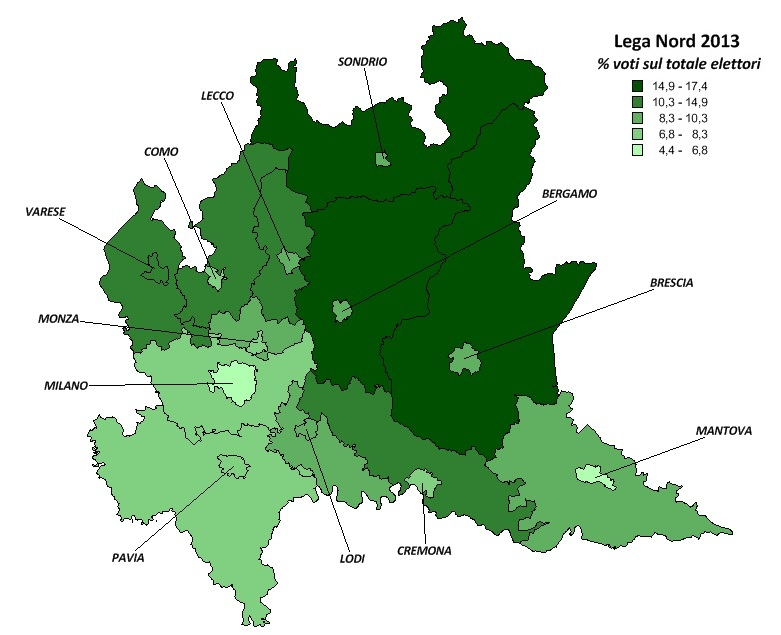 Lega Nord 2013
% voti sul totale elettori
14,9 - 17,4
10,3 - 14,9
8,3 - 10,3
6,8 - 8,3
4,4 - 6,8
SONDRIO
LECCO
COMO
VARESE
BERGAMO
BRESCIA
MONZA
MILANO
MANTOVA
PAVIA
LODI
CREMONA